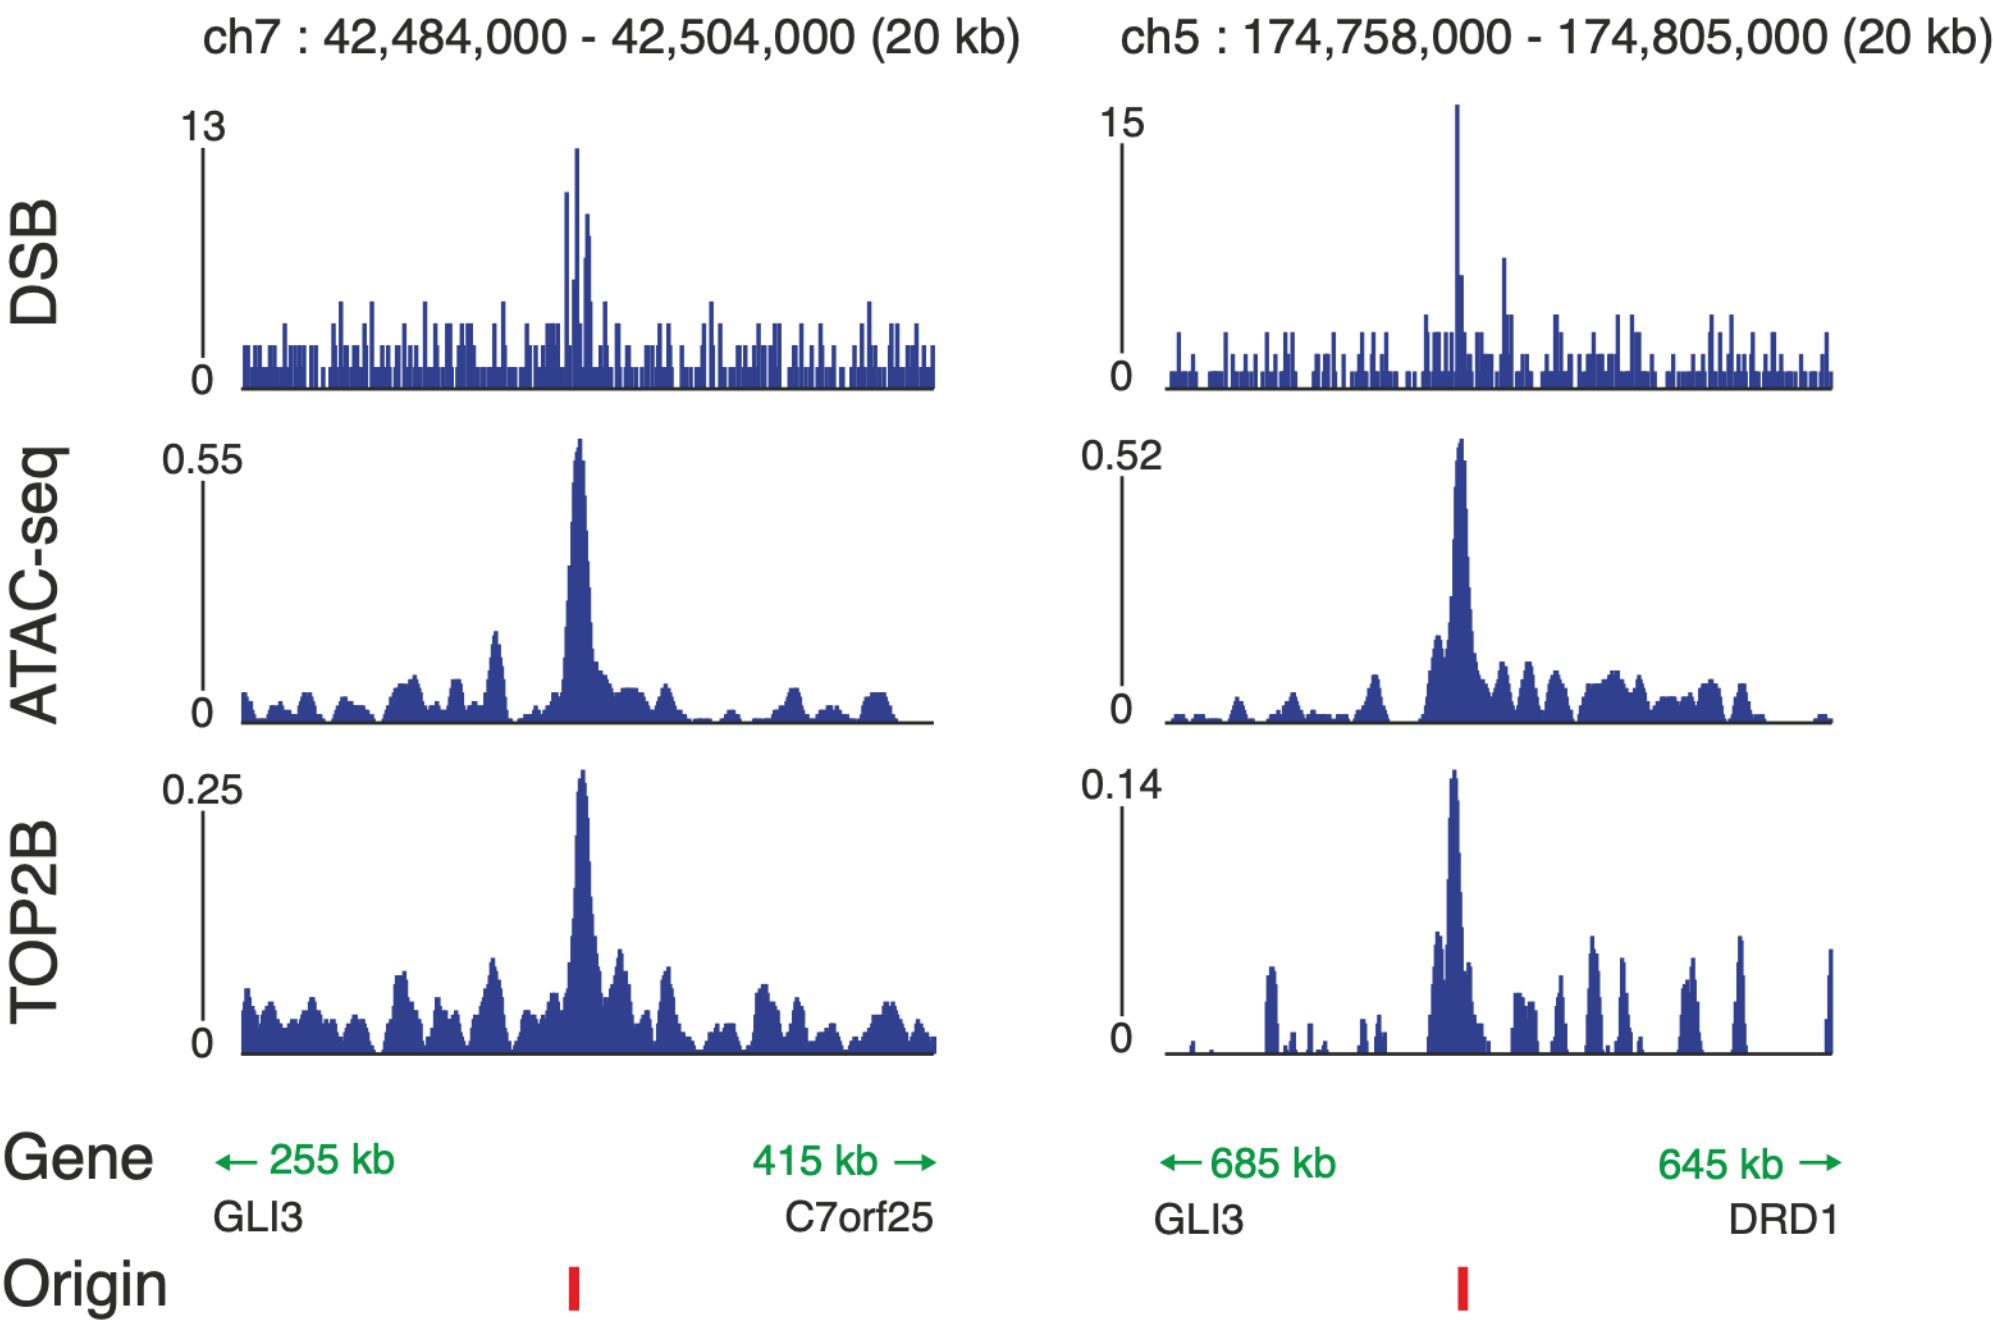 ch7 : 42,484,000 - 42,504,000 (20 kb)
ch5 : 174,758,000 - 174,805,000 (20 kb)
DSB
13
0
15
0
ATAC-seq
0.55
0
0.52
0
TOP2B
0.25
0
0.14
0
Gene
← 255 kb
415 kb →
← 685 kb
645 kb →
GLI3
C7orf25
GLI3
DRD1
Origin